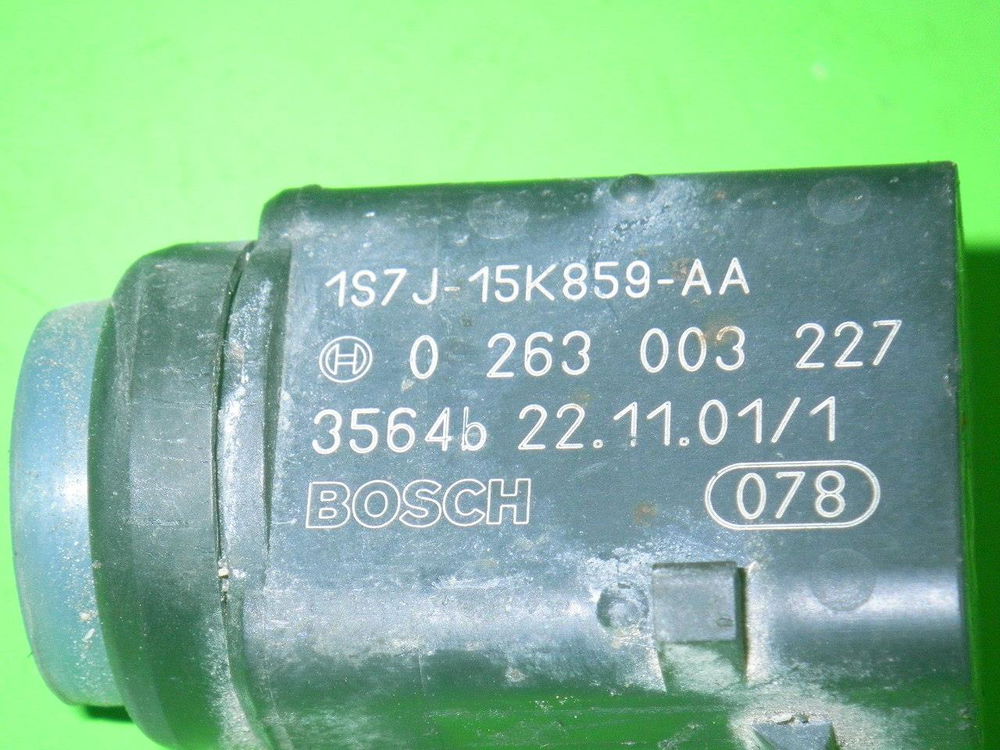 1S7J-15K859-AA
0 263 003 227
3564b 22.11.01/1
BOSCH 078